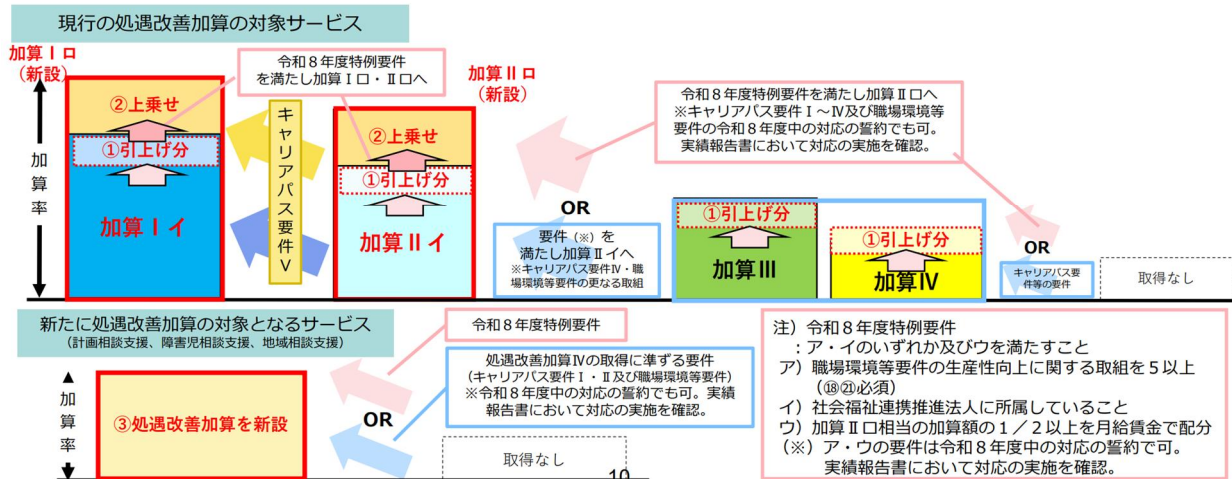 現行の処遇改善加算の対象サービス
加算Ⅰロ
（新設）
②上乗せ
①引上げ分
加算Ⅰイ
加算率
令和８年度特例要件
を満たし加算Ⅰロ・Ⅱロへ
キャリアパス要件Ⅴ
加算Ⅱロ
（新設）
②上乗せ
①引上げ分
加算Ⅱイ
令和８年度特例要件を満たし加算Ⅱロへ
※キャリアパス要件Ⅰ～Ⅳ及び職場環境等
要件の令和８年度中の対応の誓約でも可。
実績報告書において対応の実施を確認。
OR
要件（※）を
満たし加算Ⅱイへ
※キャリアパス要件Ⅳ・職
場環境等要件の更なる取組
①引上げ分
加算Ⅲ
①引上げ分
加算Ⅳ
OR
キャリアパス要
件等の要件
取得なし
新たに処遇改善加算の対象となるサービス
（計画相談支援、障害児相談支援、地域相談支援）
加算率
③処遇改善加算を新設
令和８年度特例要件
OR
処遇改善加算Ⅳの取得に準ずる要件
（キャリアパス要件Ⅰ・Ⅱ及び職場環境等要件）
※令和８年度中の対応の誓約でも可。実績
報告書において対応の実施を確認。
取得なし
10
注）令和８年度特例要件
：ア・イのいずれか及びウを満たすこと
ア）職場環境等要件の生産性向上に関する取組を５以上
（⑱㉑必須）
イ）社会福祉連携推進法人に所属していること
ウ）加算Ⅱロ相当の加算額の１／２以上を月給賃金で配分
（※）ア・ウの要件は令和８年度中の対応の誓約で可。
実績報告書において対応の実施を確認。